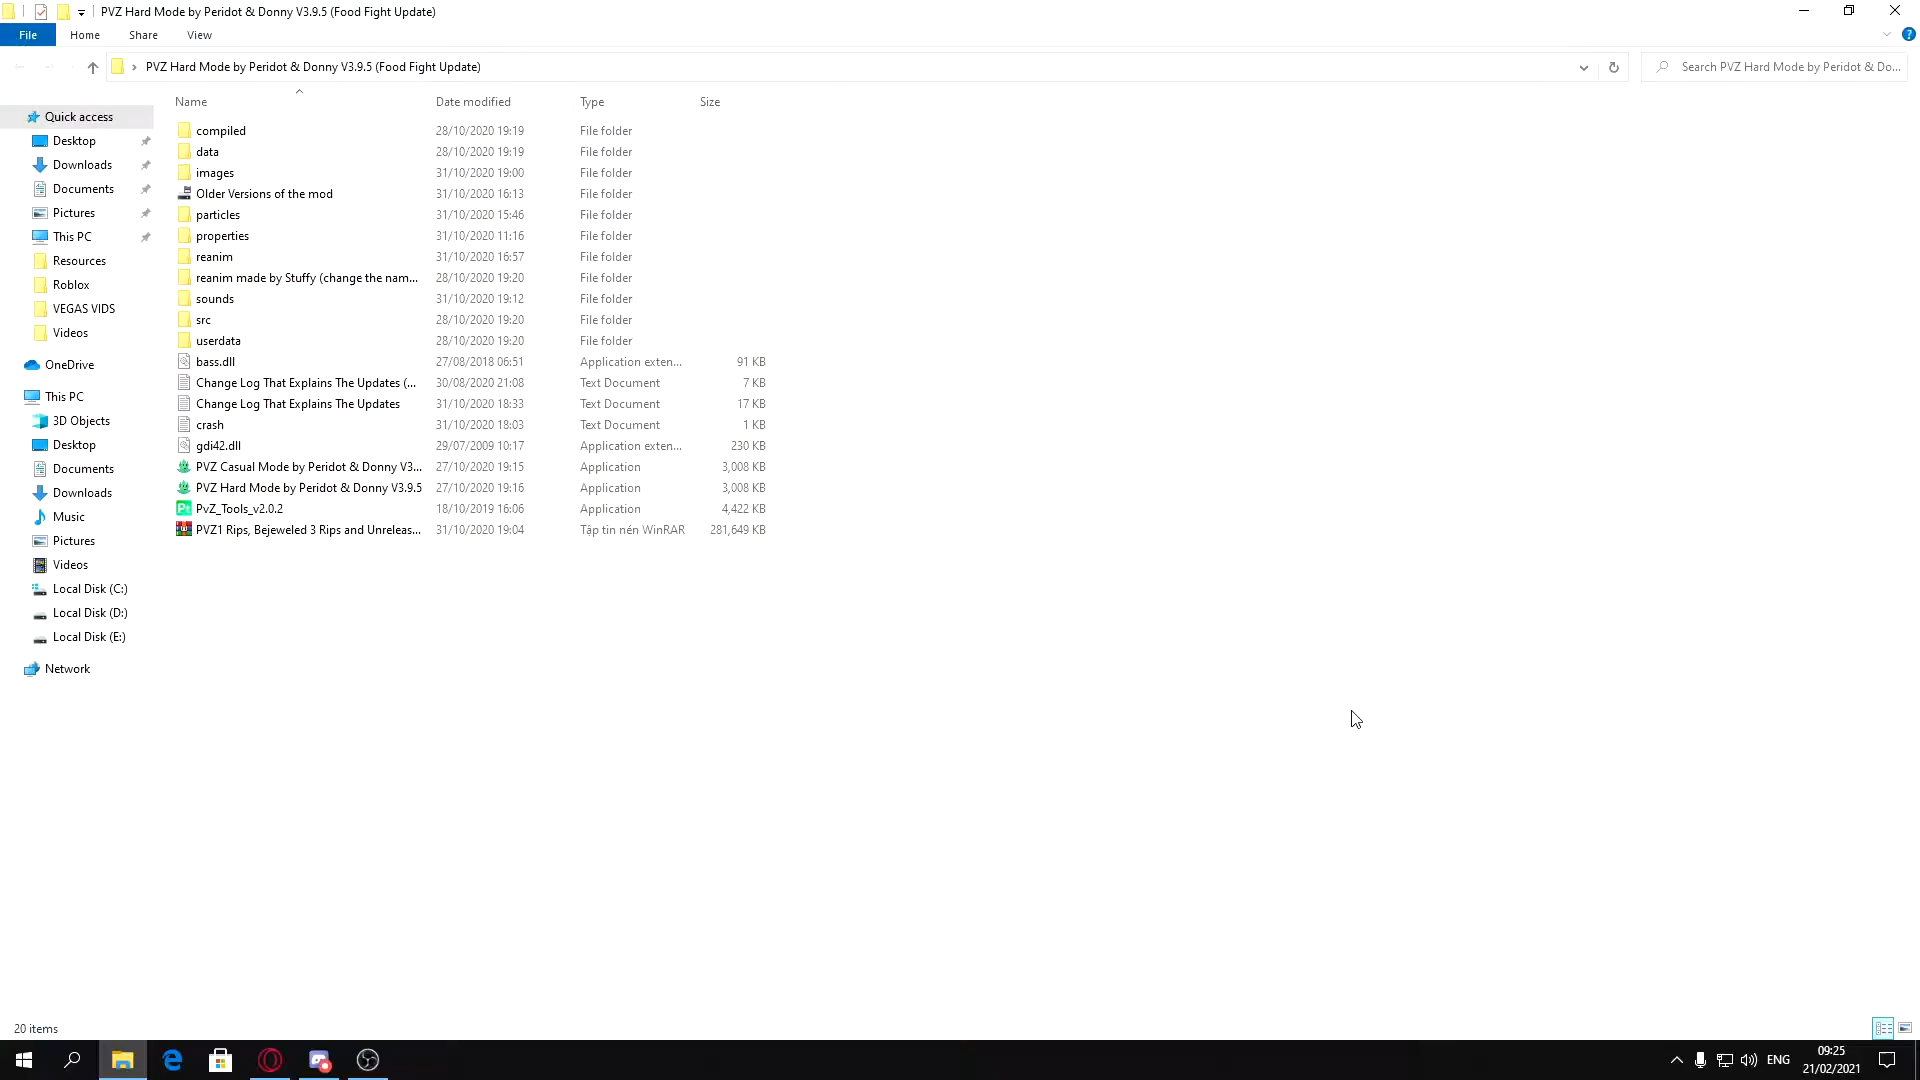 PVZ Hard Mode by Peridot & Donny V3.9.5 (Food Fight Update)
File Home Share View
PVZ Hard Mode by Peridot & Donny V3.9.5 (Food Fight Update)
Search PVZ Hard Mode by Peridot & Do...
Name Date modified Type Size
Quick access
Desktop
Downloads
Documents
Pictures
This PC
Resources
Roblox
VEGAS VIDS
Videos
OneDrive
This PC
3D Objects
Desktop
Documents
Downloads
Music
Pictures
Videos
Local Disk (C:)
Local Disk (D:)
Local Disk (E:)
Network
compiled 28/10/2020 19:19 File folder
data 28/10/2020 19:19 File folder
images 31/10/2020 19:00 File folder
Older Versions of the mod 31/10/2020 16:13 File folder
particles 31/10/2020 15:46 File folder
properties 31/10/2020 11:16 File folder
reanim 31/10/2020 16:57 File folder
reanim made by Stuffy (change the nam... 28/10/2020 19:20 File folder
sounds 31/10/2020 19:12 File folder
src 28/10/2020 19:20 File folder
userdata 28/10/2020 19:20 File folder
bass.dll 27/08/2018 06:51 Application exten... 91 KB
Change Log That Explains The Updates (... 30/08/2020 21:08 Text Document 7 KB
Change Log That Explains The Updates 31/10/2020 18:33 Text Document 17 KB
crash 31/10/2020 18:03 Text Document 1 KB
gdi42.dll 29/07/2009 10:17 Application exten... 230 KB
PVZ Casual Mode by Peridot & Donny V3... 27/10/2020 19:15 Application 3,008 KB
PVZ Hard Mode by Peridot & Donny V3.9.5 27/10/2020 19:16 Application 3,008 KB
PvZ_Tools_v2.0.2 18/10/2019 16:06 Application 4,422 KB
PVZ1 Rips, Bejeweled 3 Rips and Unreleas... 31/10/2020 19:04 Tập tin nén WinRAR 281,649 KB
20 items
ENG
09:25
21/02/2021